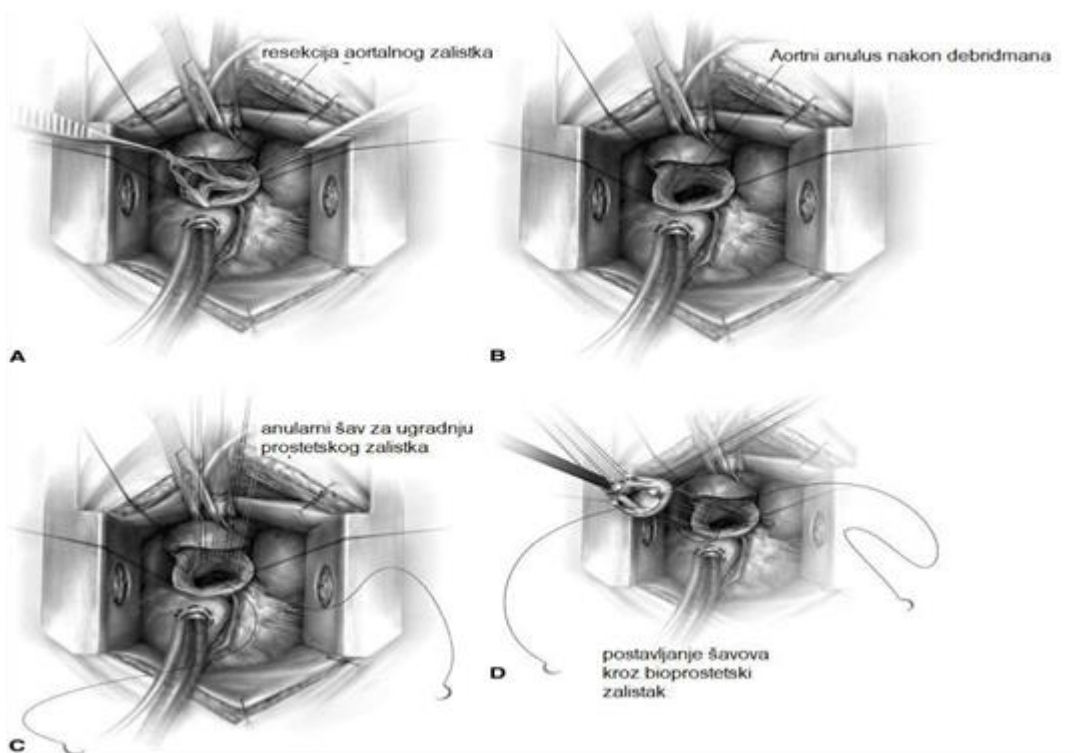 resekcija aortalnog zalistka
Aortni anulus nakon debridmana
A
B
anularni šav za ugradnju
prostetskog zalistka
C
postavljanje šavova
kroz bioprostetski
zalistak
D